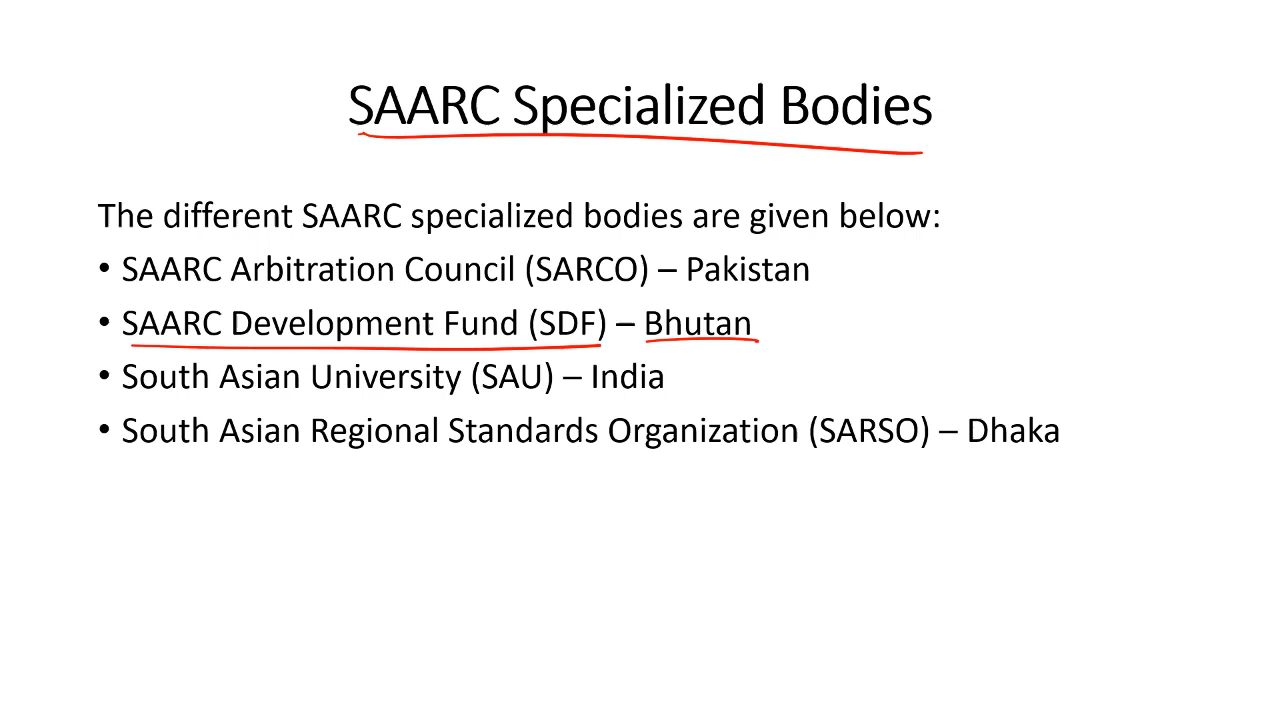 SAARC Specialized Bodies
The different SAARC specialized bodies are given below:
• SAARC Arbitration Council (SARCO) – Pakistan
• SAARC Development Fund (SDF) – Bhutan
• South Asian University (SAU) – India
• South Asian Regional Standards Organization (SARSO) – Dhaka